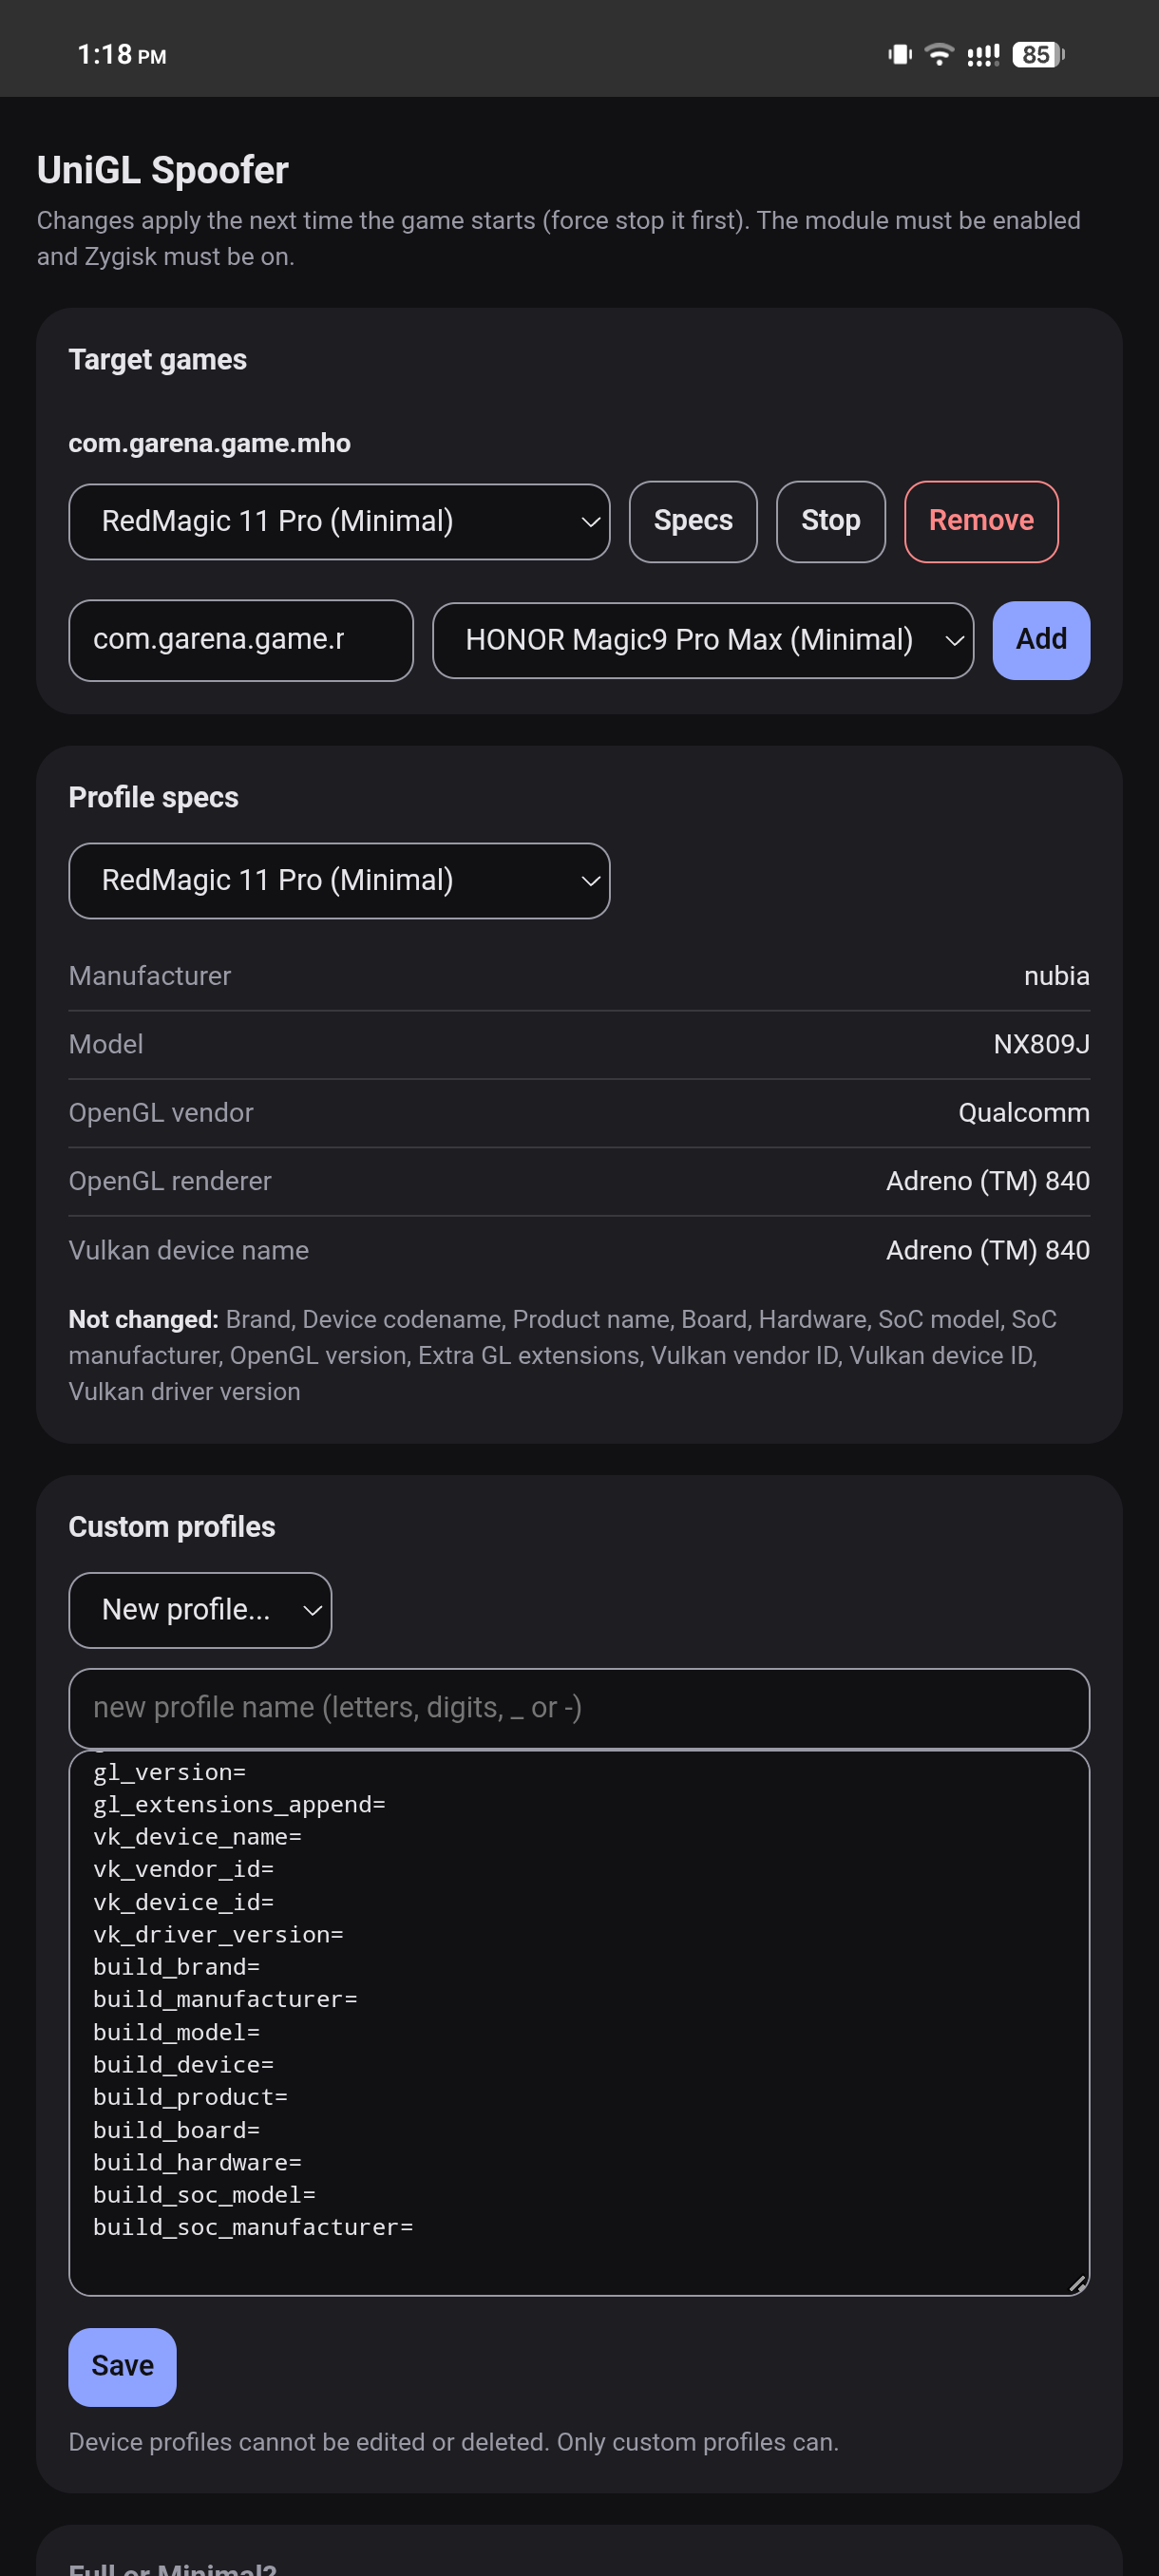 1:18 PM
85
UniGL Spoofer
Changes apply the next time the game starts (force stop it first). The module must be enabled
and Zygisk must be on.
Target games
com.garena.game.mho
RedMagic 11 Pro (Minimal)
Specs
Stop
Remove
com.garena.game.r
HONOR Magic9 Pro Max (Minimal)
Add
Profile specs
RedMagic 11 Pro (Minimal)
Manufacturer nubia
Model NX809J
OpenGL vendor Qualcomm
OpenGL renderer Adreno (TM) 840
Vulkan device name Adreno (TM) 840
Not changed: Brand, Device codename, Product name, Board, Hardware, SoC model, SoC
manufacturer, OpenGL version, Extra GL extensions, Vulkan vendor ID, Vulkan device ID,
Vulkan driver version
Custom profiles
New profile...
new profile name (letters, digits, _ or -)
gl_version=
gl_extensions_append=
vk_device_name=
vk_vendor_id=
vk_device_id=
vk_driver_version=
build_brand=
build_manufacturer=
build_model=
build_device=
build_product=
build_board=
build_hardware=
build_soc_model=
build_soc_manufacturer=
Save
Device profiles cannot be edited or deleted. Only custom profiles can.
Full or Minimal?